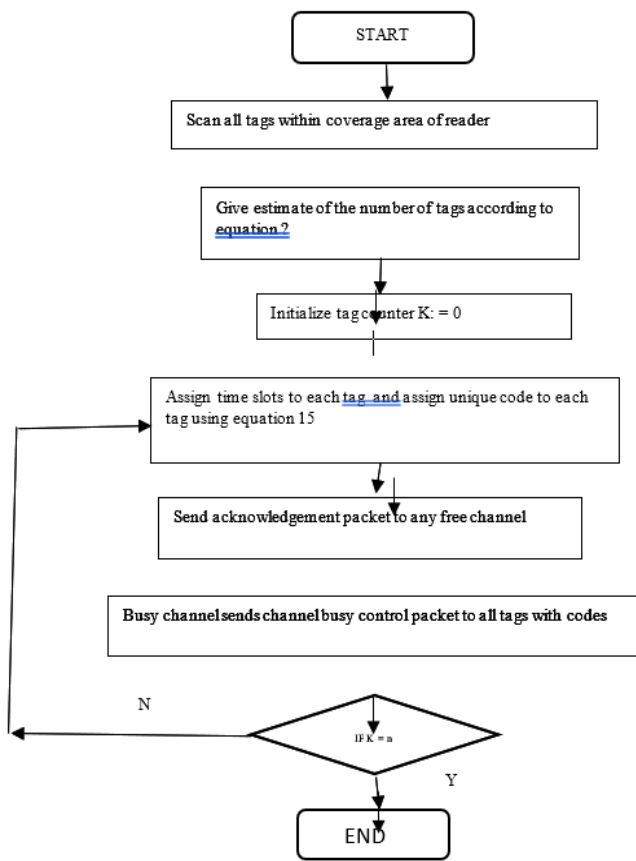 START
Scan all tags within coverage area of reader
Give estimate of the number of tags according to
equation ?
Initialize tag counter K: = 0
Assign time slots to each tag and assign unique code to each
tag using equation 15
Send acknowledgement packet to any free channel
Busy channel sends channel busy control packet to all tags with codes
N
IF K = n
Y
END